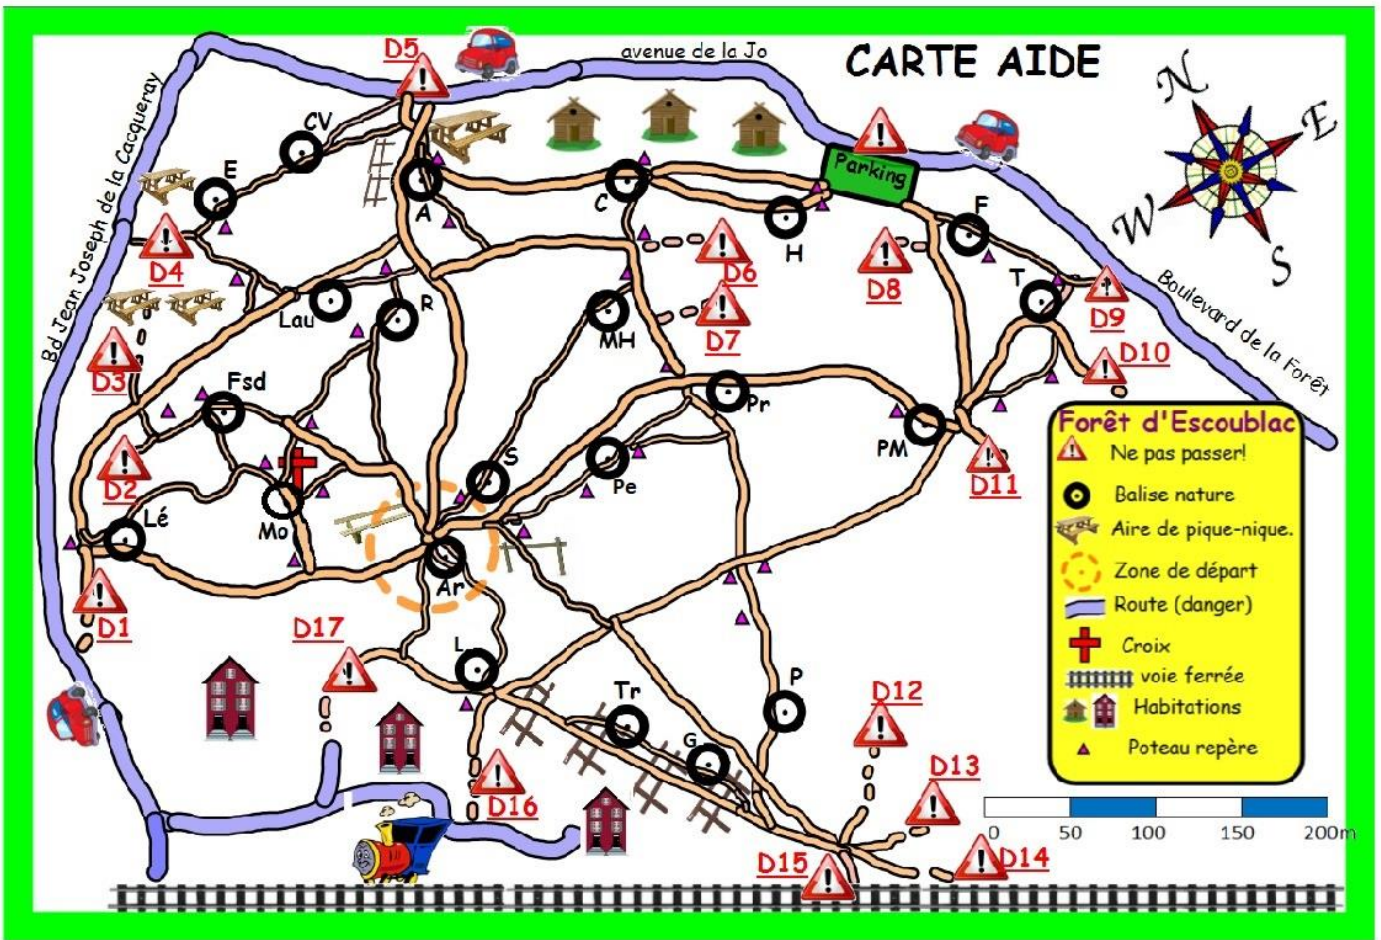 CARTE AIDE
avenue de la Jo
Bd Jean Joseph de la Cacqueray
Boulevard de la Forêt
N
E
W
S
D5
CV
E
A
C
Parking
H
F
D4
D6
D8
T
D9
Lau
R
MH
D7
D10
D3
Fsd
Pr
PM
D2
S
Pe
D11
Mo
Lé
Ar
D1
D17
L
Tr
P
D12
G
D13
D16
D15
D14
Forêt d'Escoublac
Ne pas passer!
Balise nature
Aire de pique-nique.
Zone de départ
Route (danger)
Croix
voie ferrée
Habitations
Poteau repère
0 50 100 150 200m